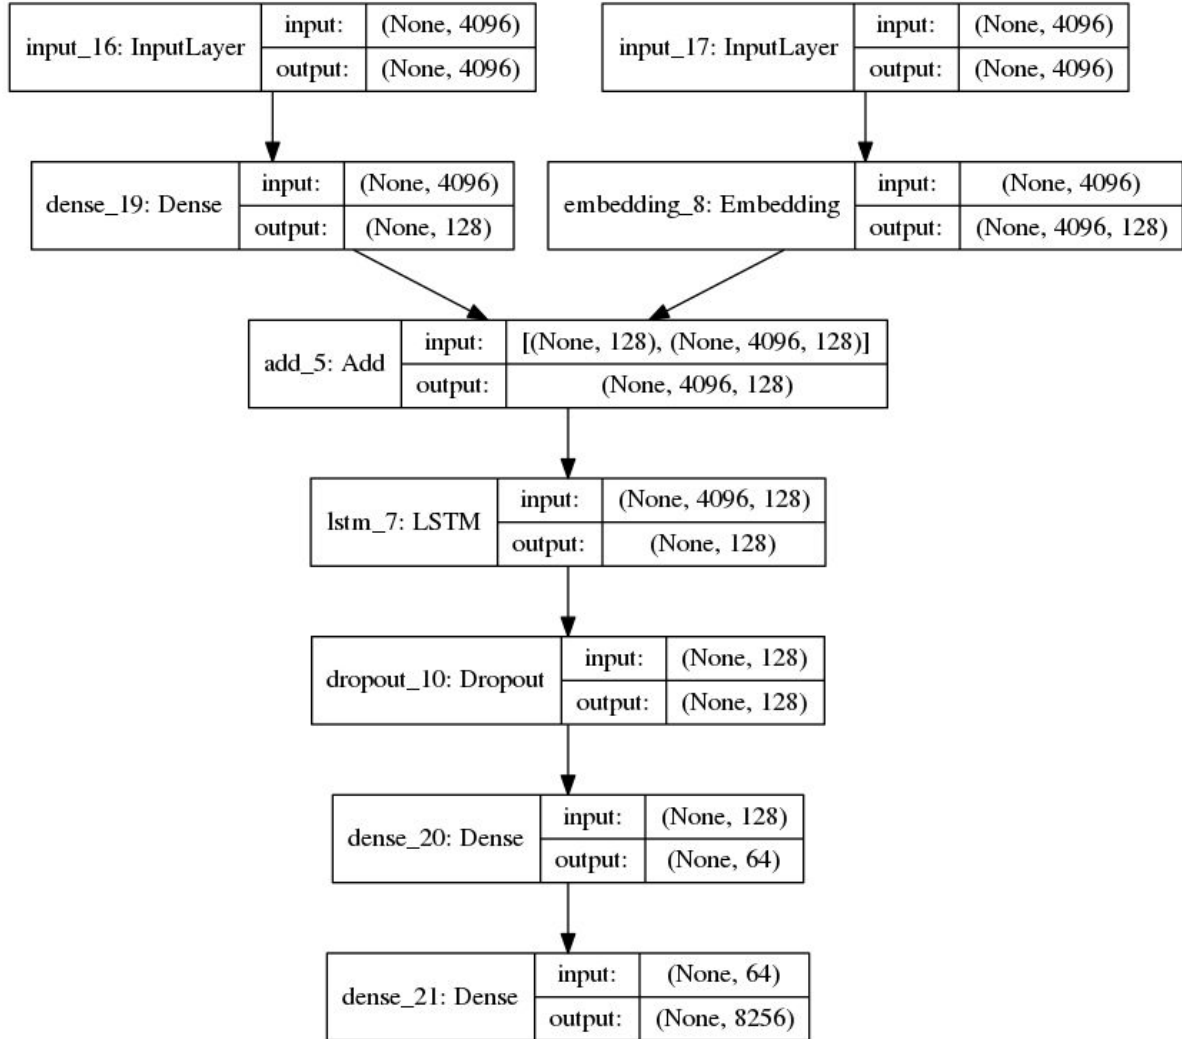 input_16: InputLayer
input: (None, 4096)
output: (None, 4096)
input_17: InputLayer
input: (None, 4096)
output: (None, 4096)
dense_19: Dense
input: (None, 4096)
output: (None, 128)
embedding_8: Embedding
input: (None, 4096)
output: (None, 4096, 128)
add_5: Add
input: [(None, 128), (None, 4096, 128)]
output: (None, 4096, 128)
lstm_7: LSTM
input: (None, 4096, 128)
output: (None, 128)
dropout_10: Dropout
input: (None, 128)
output: (None, 128)
dense_20: Dense
input: (None, 128)
output: (None, 64)
dense_21: Dense
input: (None, 64)
output: (None, 8256)